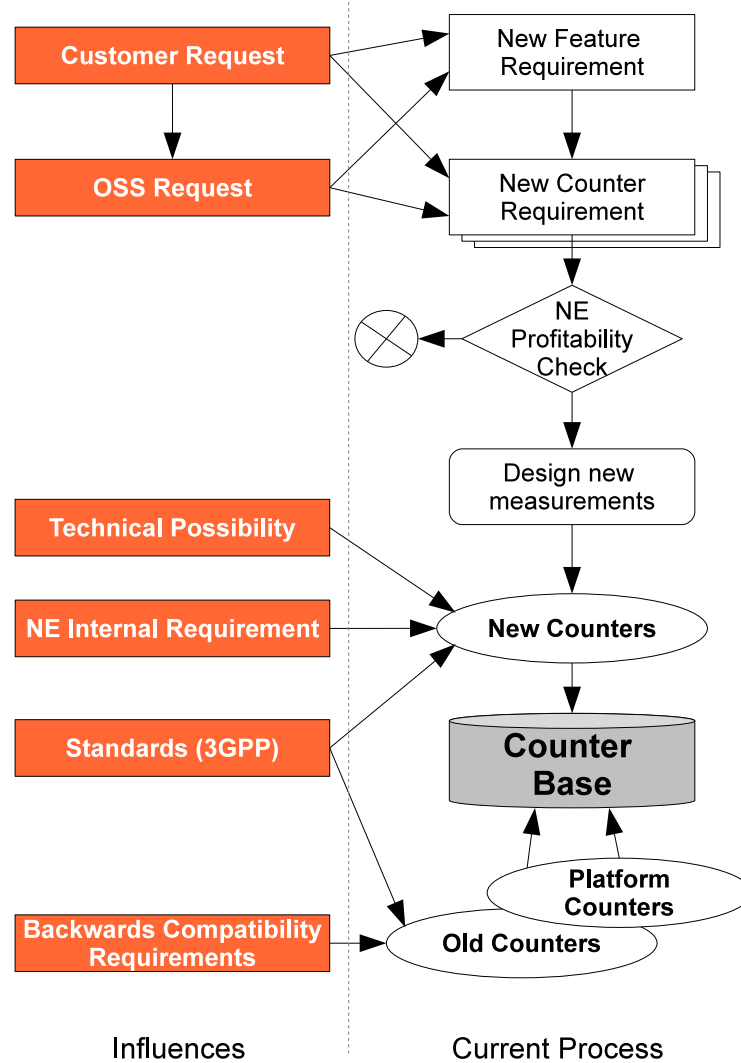 Customer Request
New Feature
Requirement
OSS Request
New Counter
Requirement
NE
Profitability
Check
Design new
measurements
Technical Possibility
NE Internal Requirement
New Counters
Standards (3GPP)
Counter
Base
Platform
Counters
Backwards Compatibility
Requirements
Old Counters
Influences
Current Process